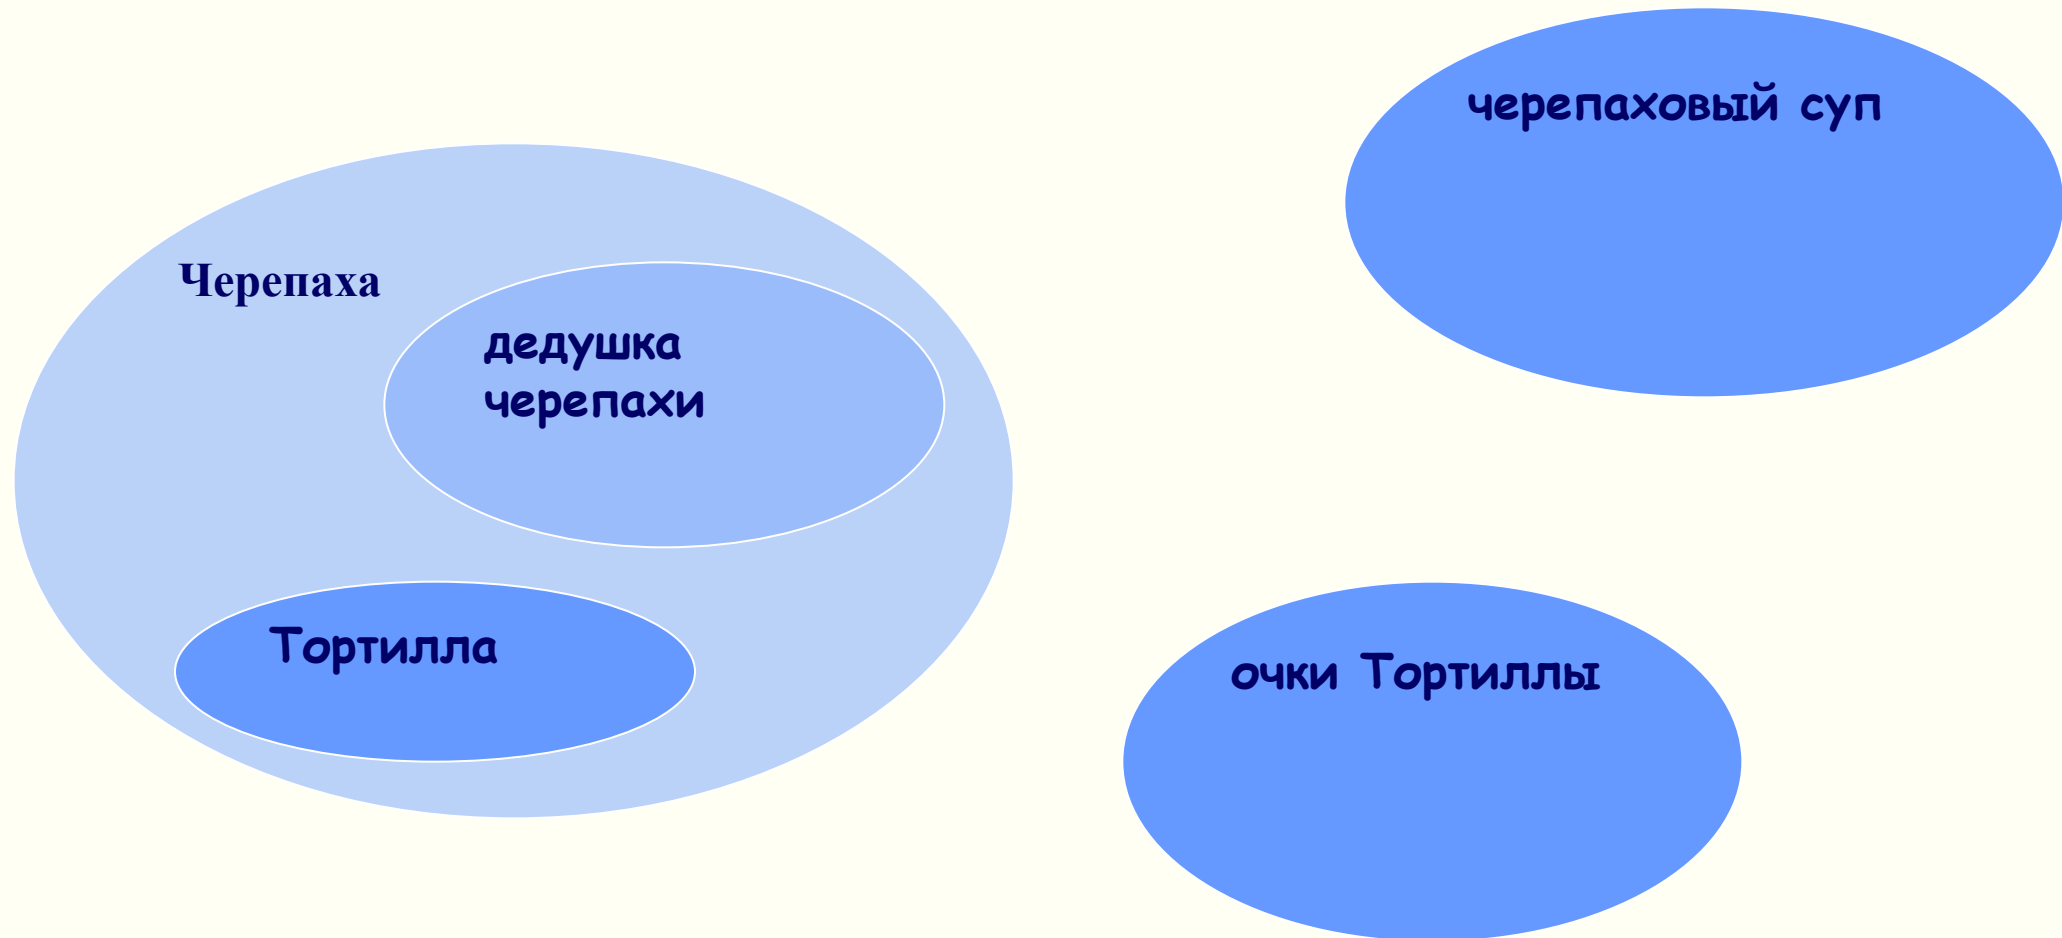 черепаховый суп
Черепаха
дедушка
черепахи
Тортилла
очки Тортиллы